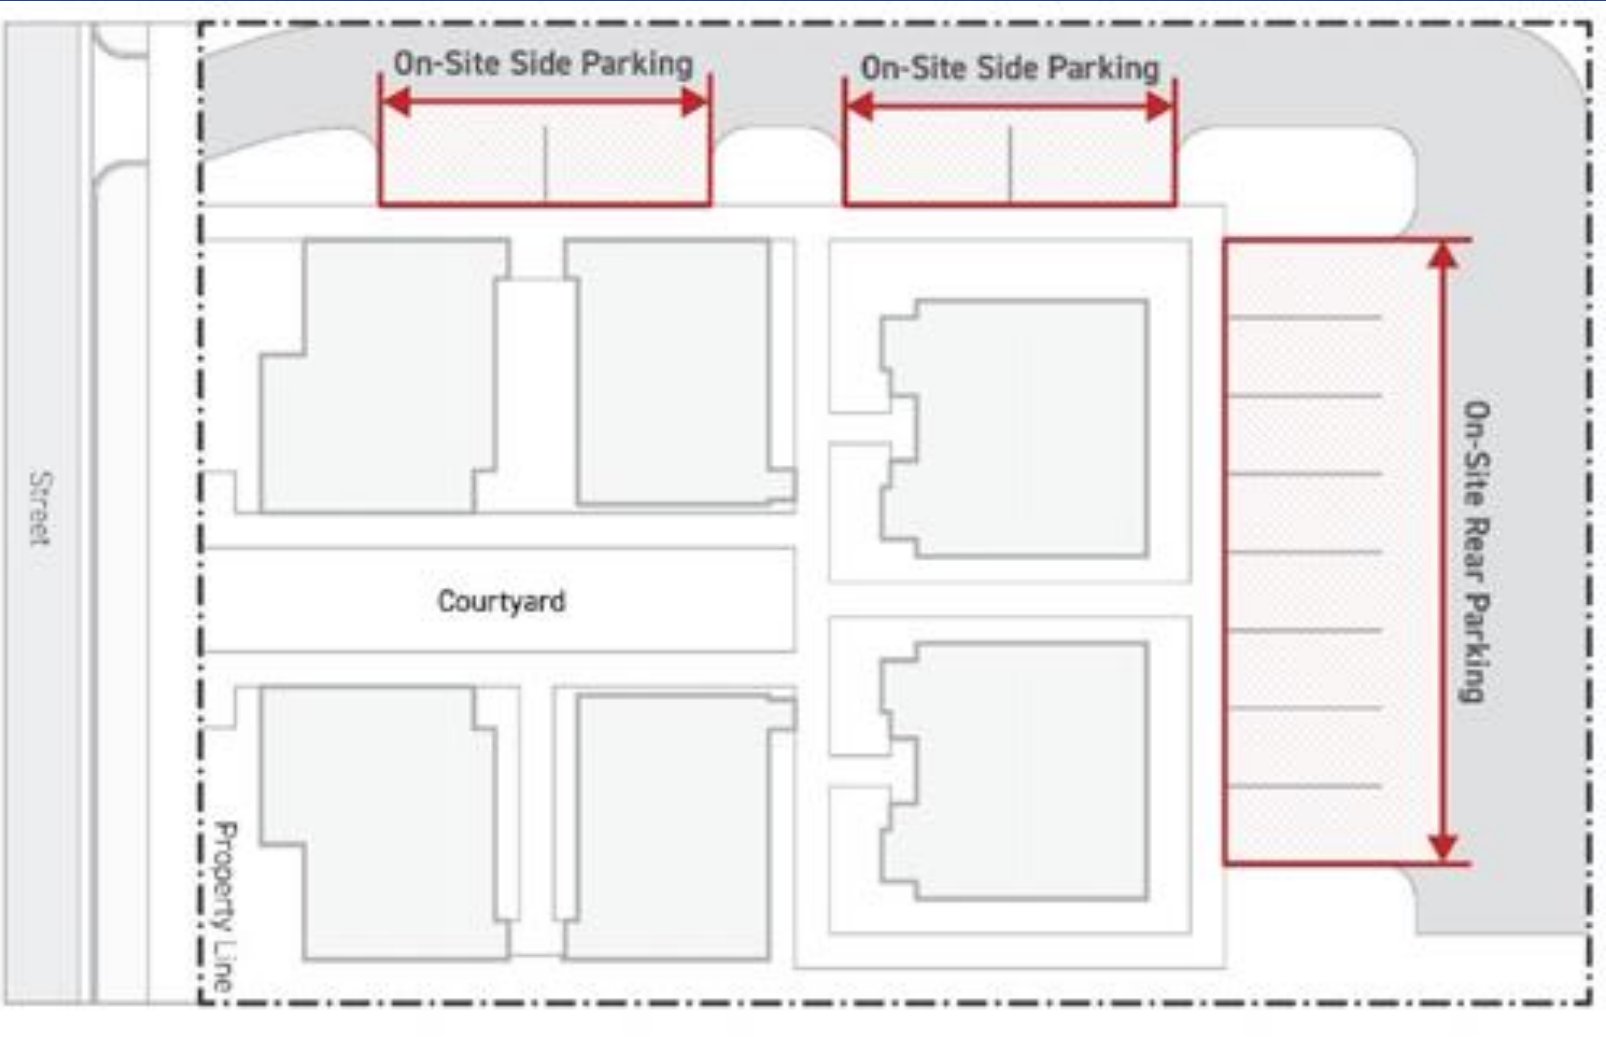 On-Site Side Parking
On-Site Side Parking
Street
On-Site Rear Parking
Courtyard
Property Line